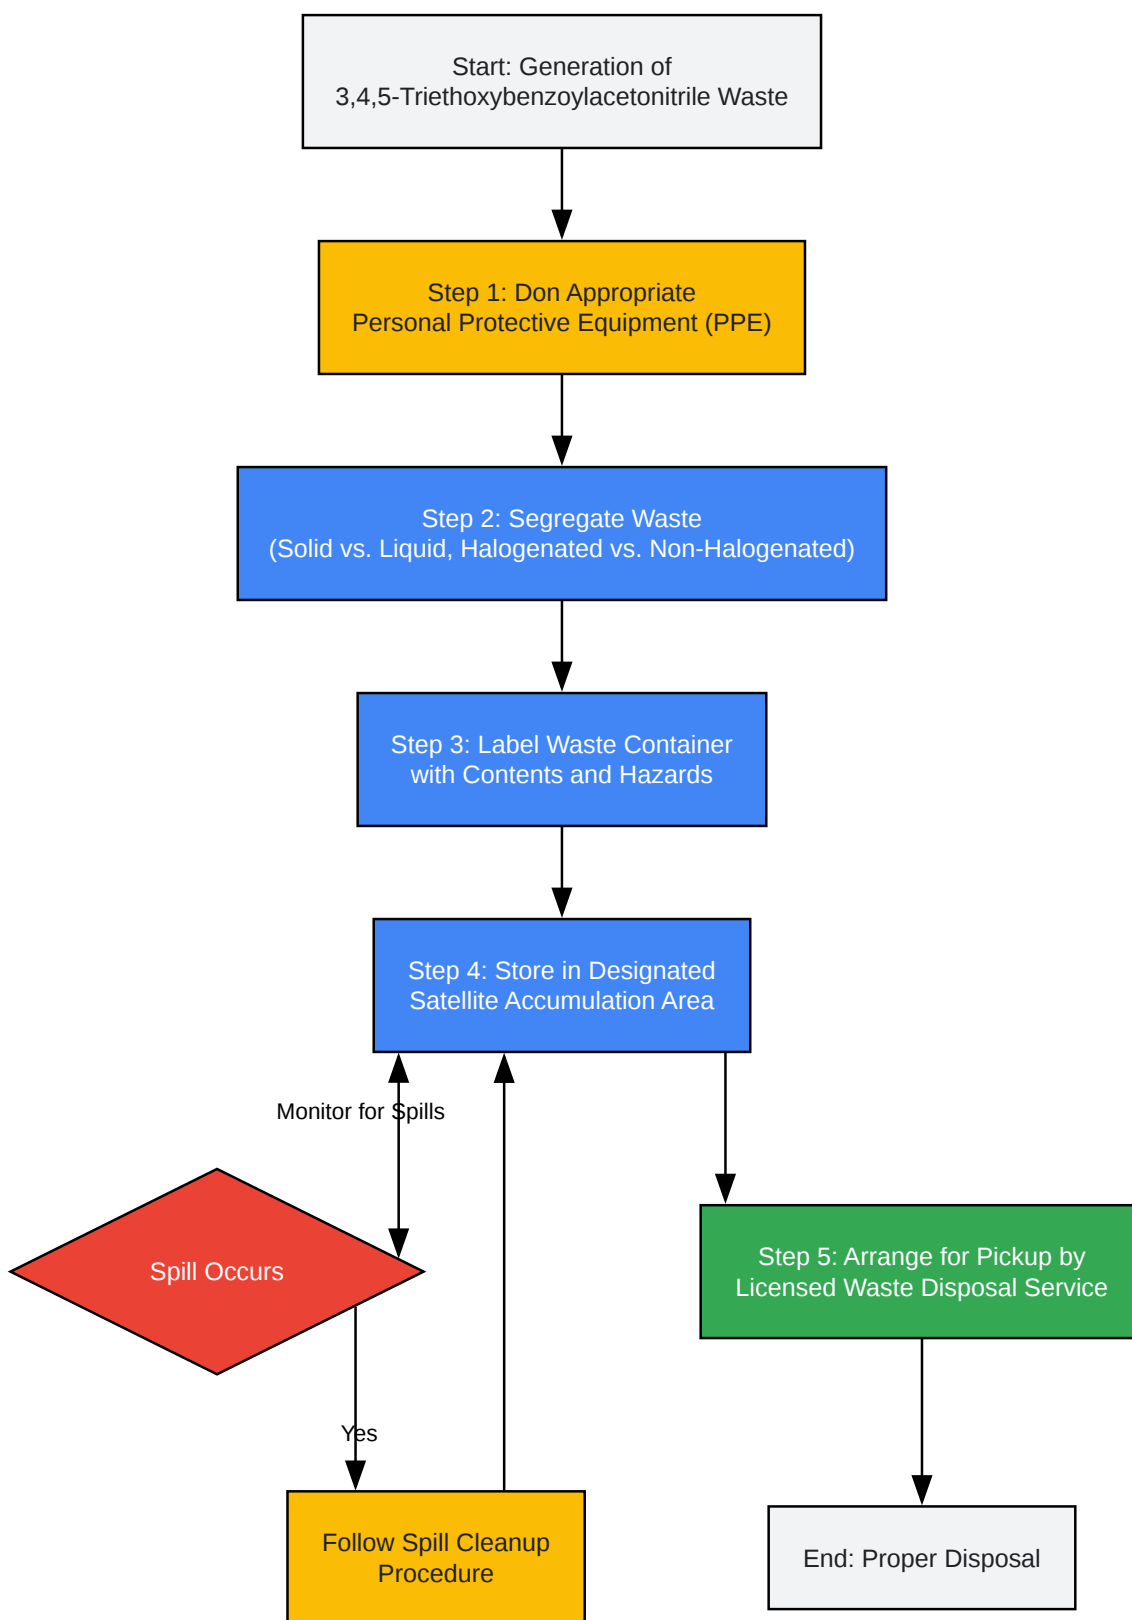 Start: Generation of
3,4,5-Triethoxybenzoylacetonitrile Waste
Step 1: Don Appropriate
Personal Protective Equipment (PPE)
Step 2: Segregate Waste
(Solid vs. Liquid, Halogenated vs. Non-Halogenated)
Step 3: Label Waste Container
with Contents and Hazards
Step 4: Store in Designated
Satellite Accumulation Area
Monitor for Spills
Spill Occurs
Step 5: Arrange for Pickup by
Licensed Waste Disposal Service
Yes
Follow Spill Cleanup
Procedure
End: Proper Disposal